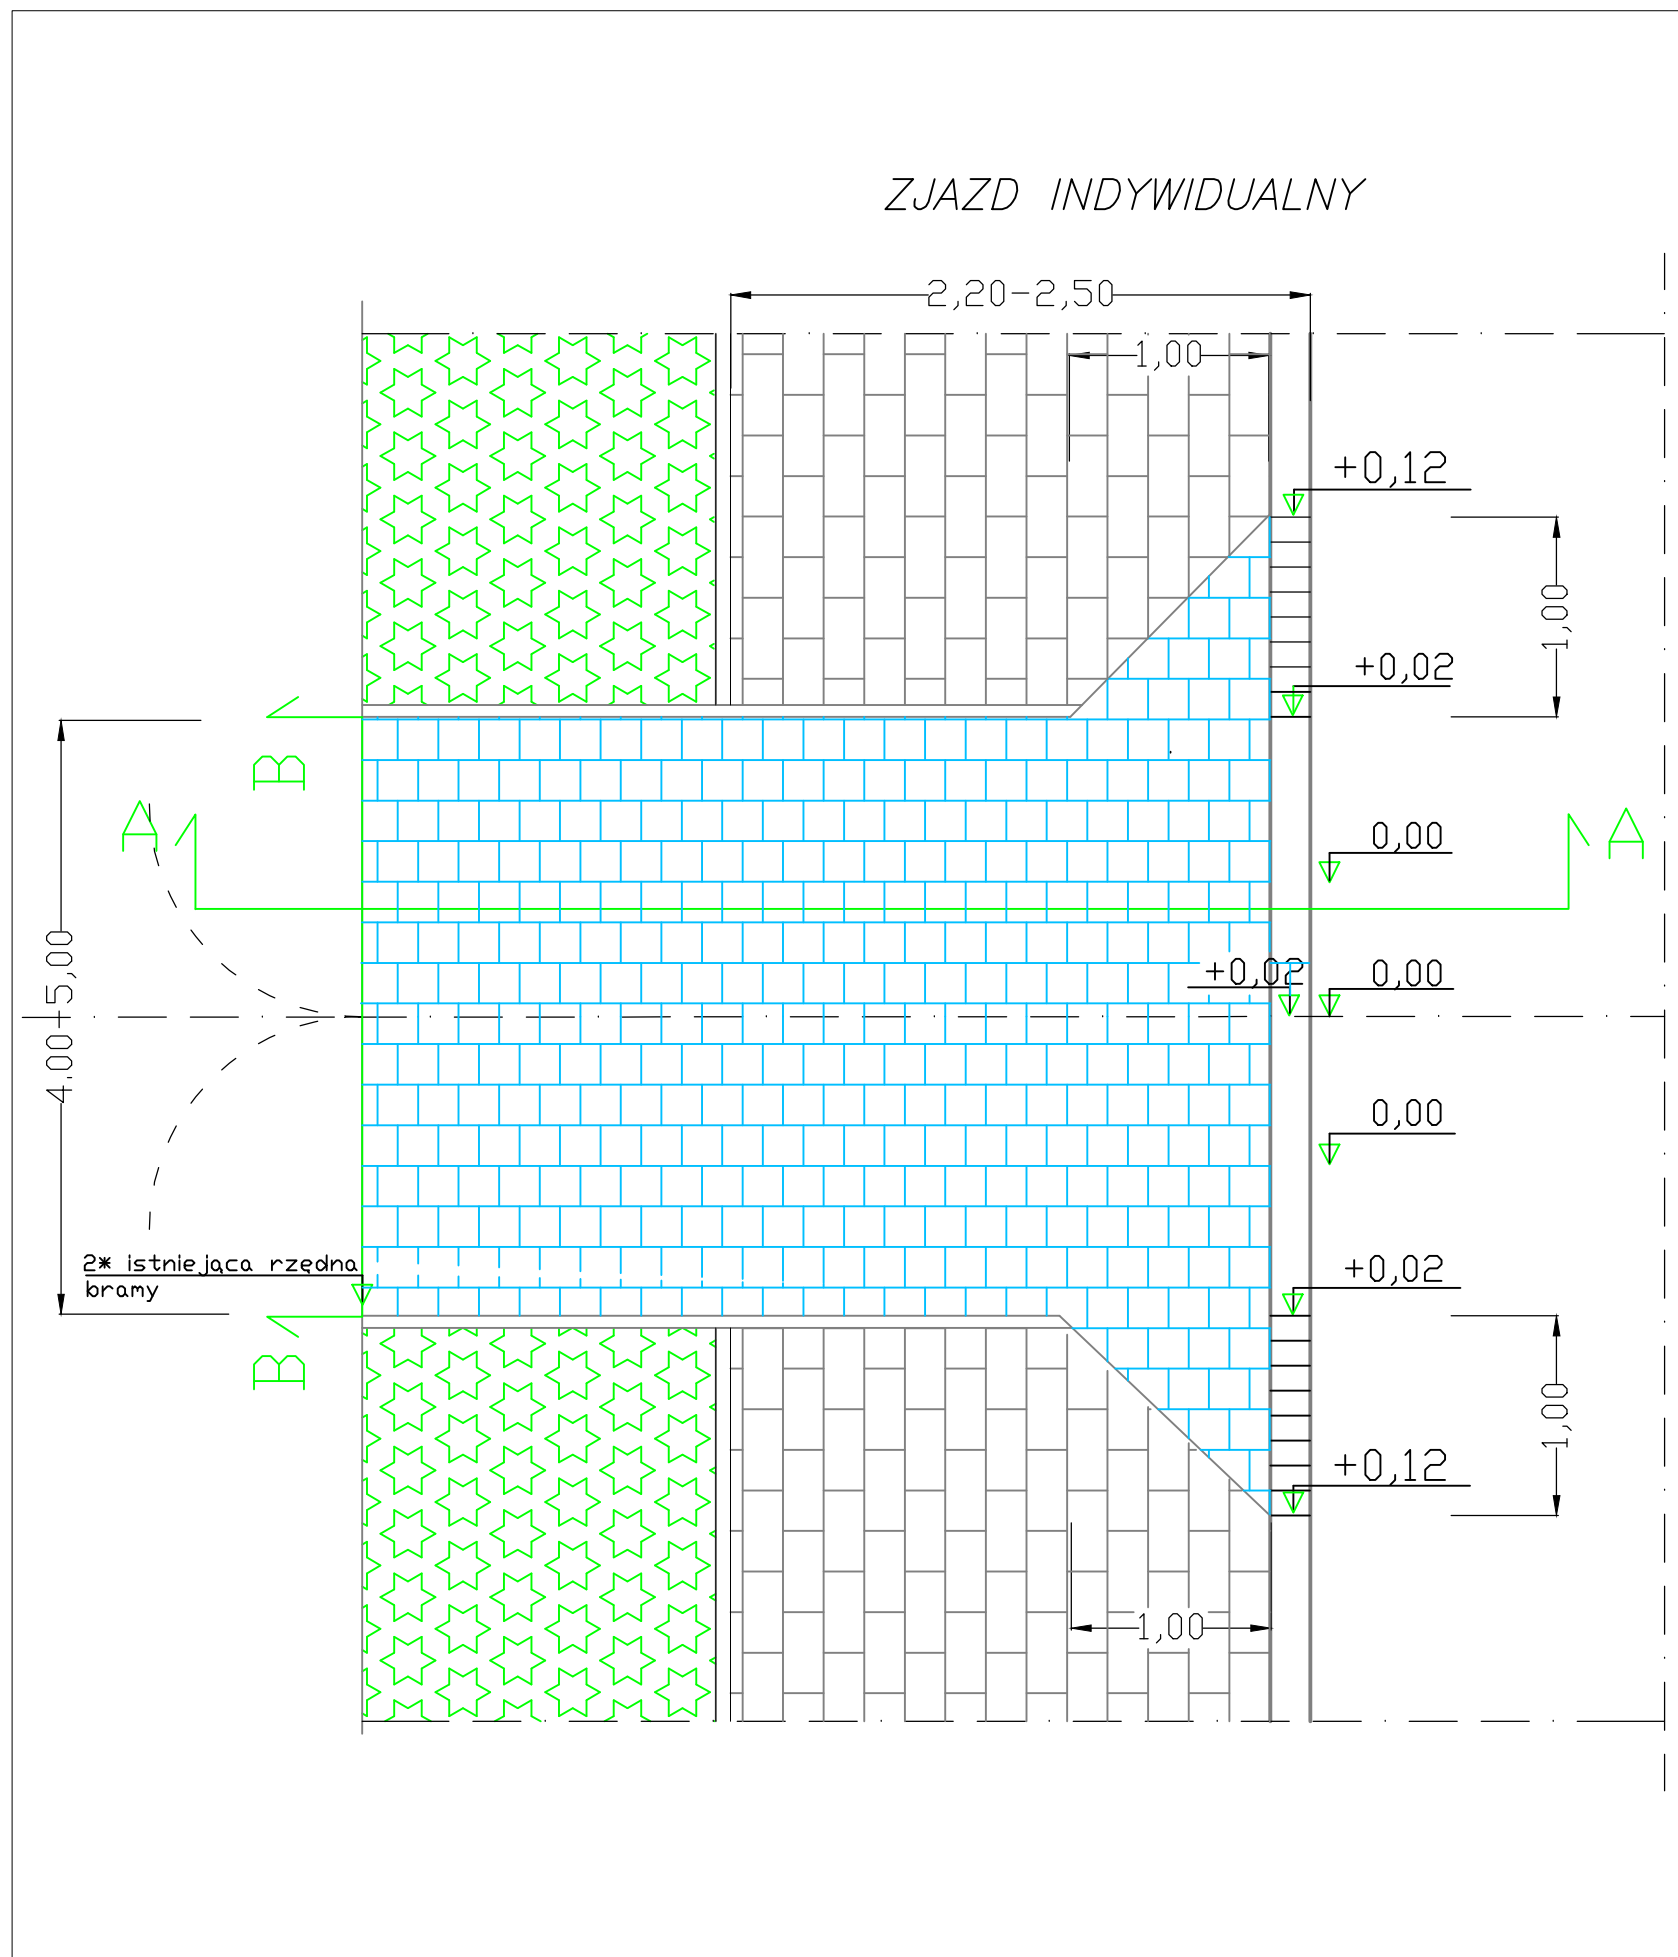 ZJAZD INDYWIDUALNY
2,20-2,50
1,00
+0,12
1,00
+0,02
B
A
A
0,00
4.00+5,00
+0,02
0,00
0,00
2* istniejąca rzędna
bramy
+0,02
B
1,00
+0,12
1,00